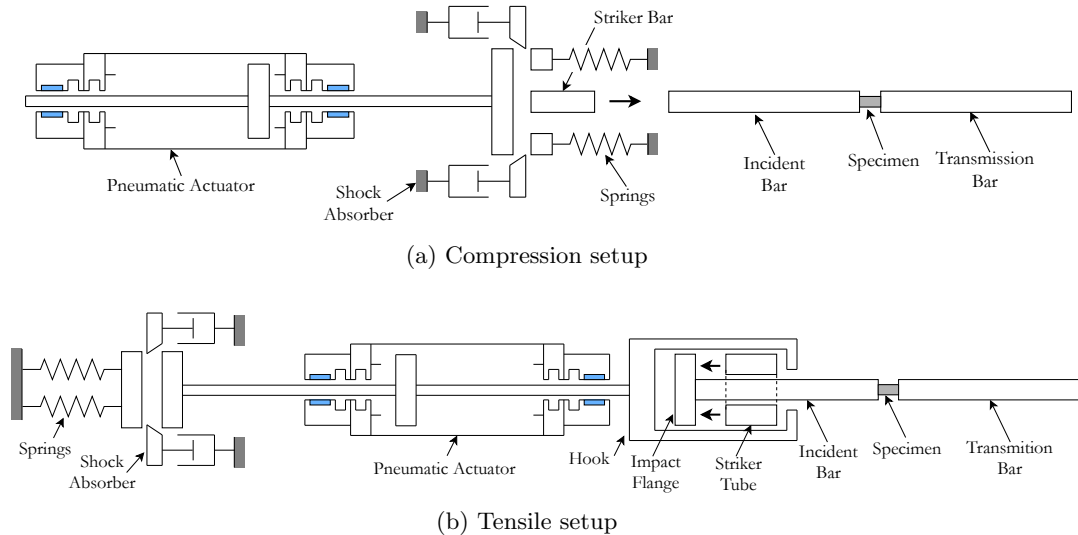 Striker Bar
Pneumatic Actuator
Shock
Absorber
Springs
Incident
Bar
Specimen
Transmission
Bar
(a) Compression setup
Springs
Shock
Absorber
Pneumatic Actuator
Hook
Impact
Flange
Striker
Tube
Incident
Bar
Specimen
Transmition
Bar
(b) Tensile setup